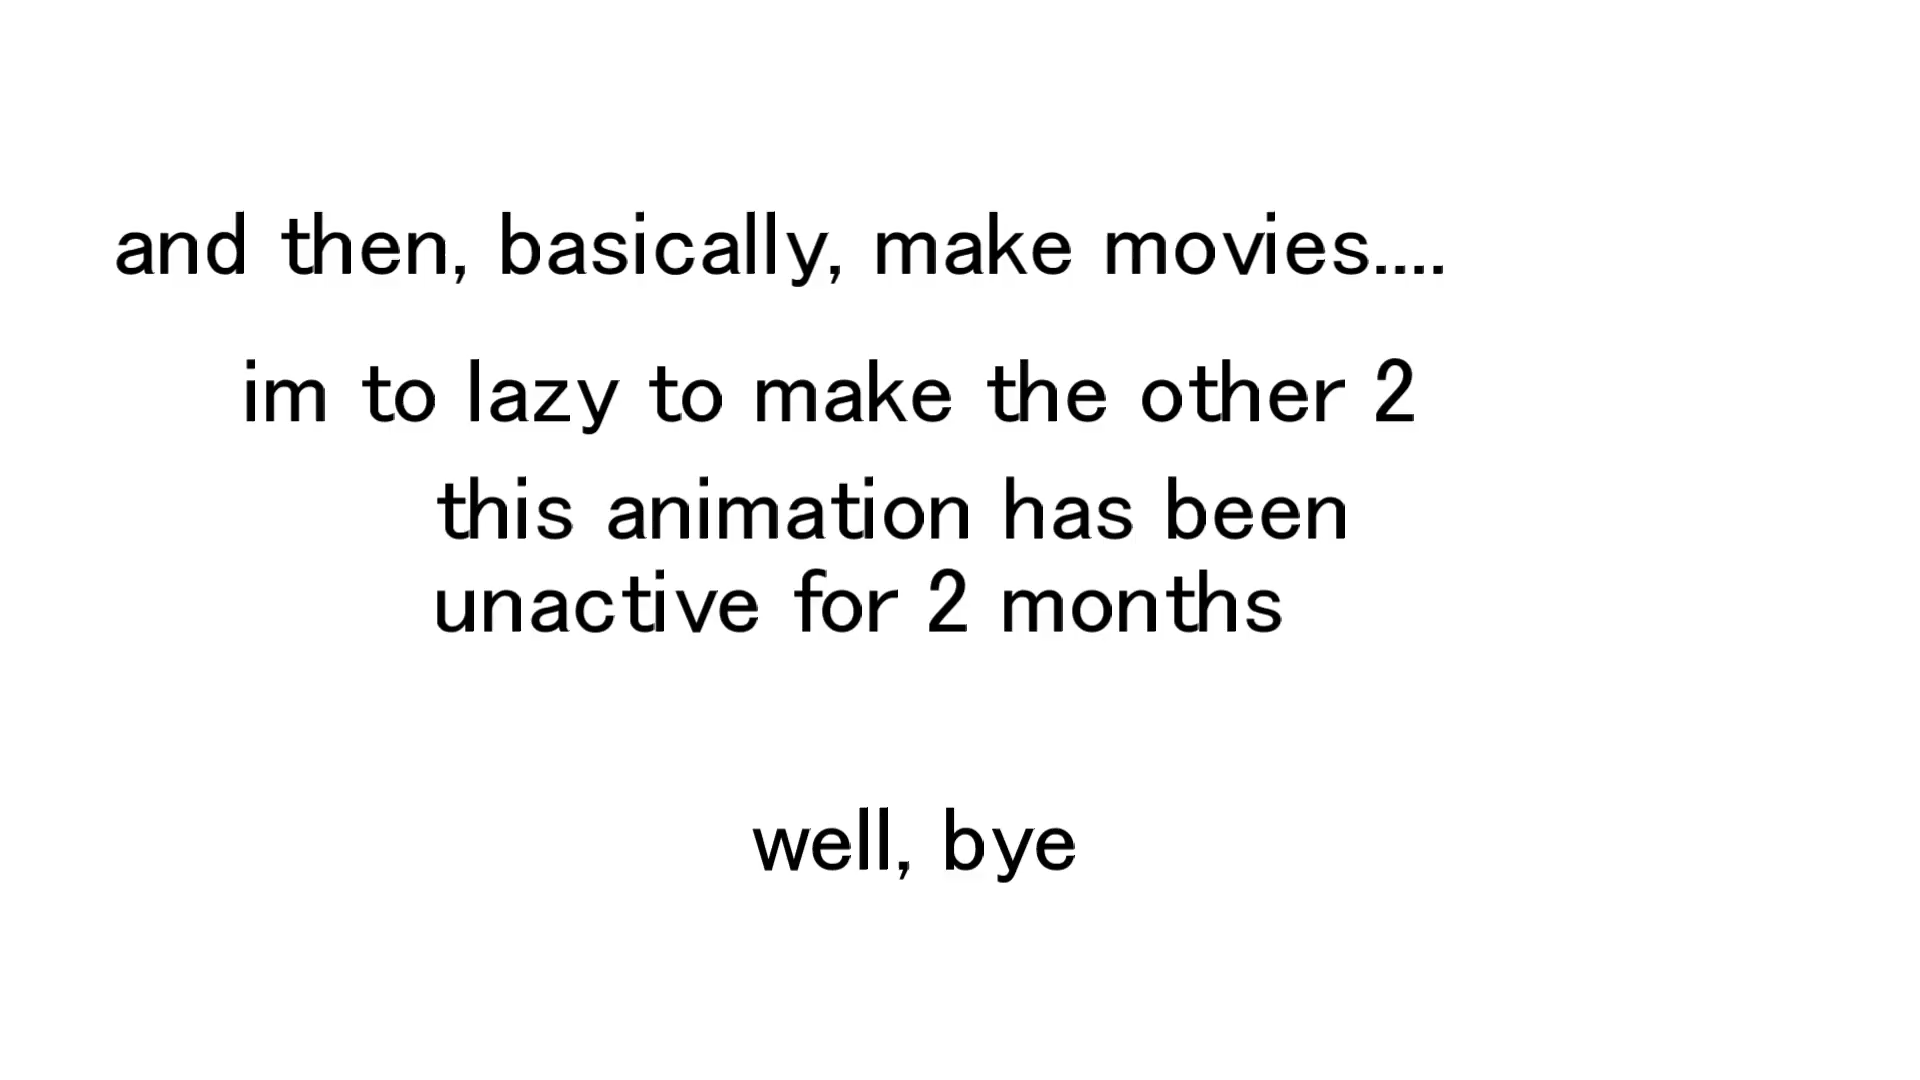 and then, basically, make movies....
im to lazy to make the other 2
this animation has been
unactive for 2 months
well, bye